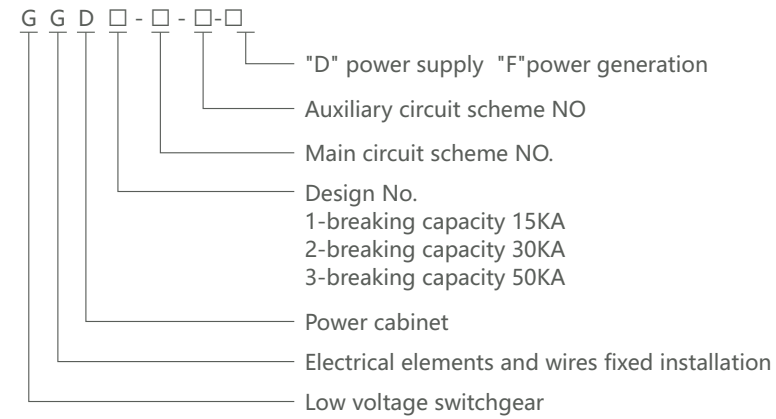 G G D □ - □ - □-□
"D" power supply "F"power generation
Auxiliary circuit scheme NO
Main circuit scheme NO.
Design No.
1-breaking capacity 15KA
2-breaking capacity 30KA
3-breaking capacity 50KA
Power cabinet
Electrical elements and wires fixed installation
Low voltage switchgear